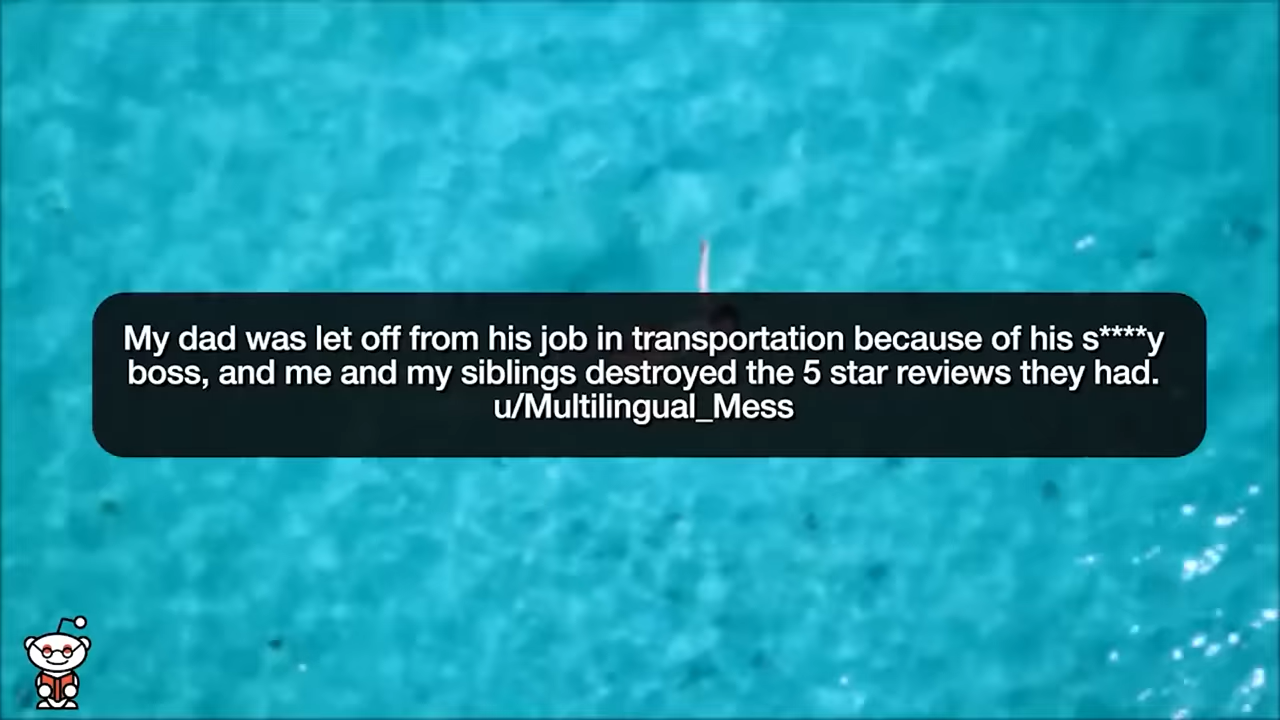 My dad was let off from his job in transportation because of his s****y
boss, and me and my siblings destroyed the 5 star reviews they had.
u/Multilingual_Mess